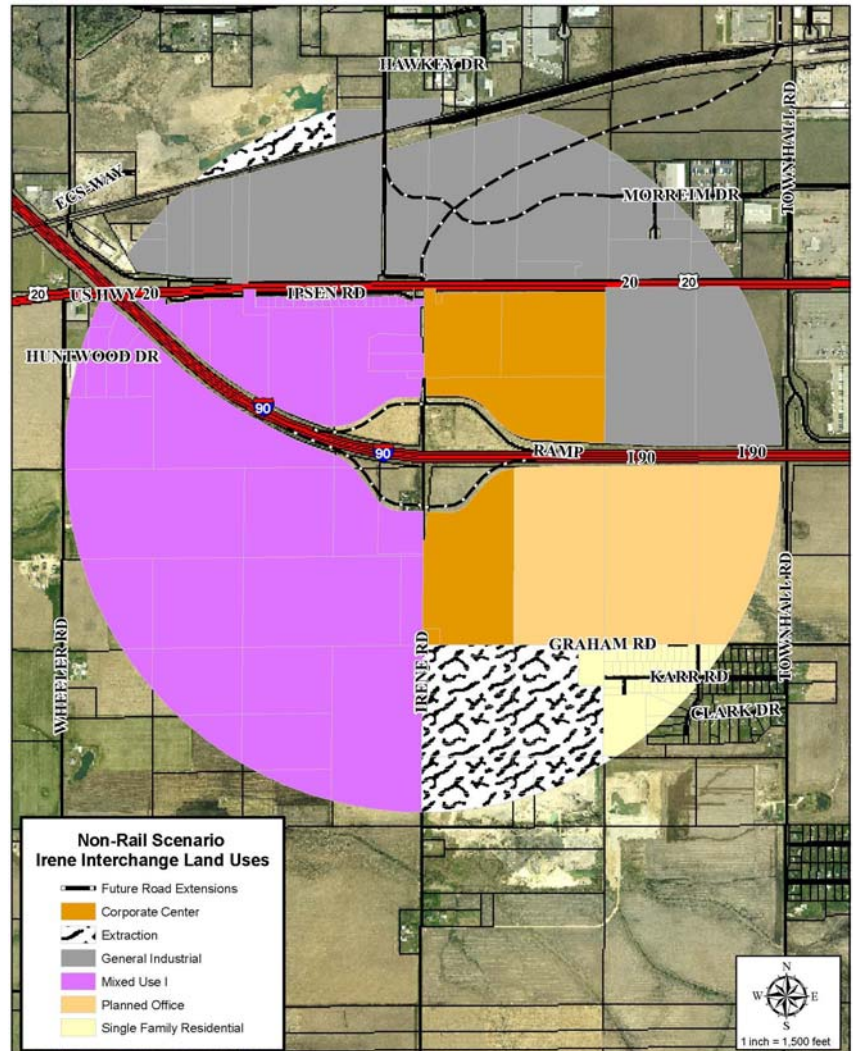 HAWKEY DR
TOWN HALL RD
ECS-WAY
MORREIM DR
20
US HWY 20
IPSEN RD
20
20
HUNTWOOD DR
90
90
RAMP
I 90
I 90
WHEELER RD
IRENE RD
GRAHAM RD
TOWNHALL RD
KARR RD
CLARK DR
Non-Rail Scenario
Irene Interchange Land Uses
Future Road Extensions
Corporate Center
Extraction
General Industrial
Mixed Use I
Planned Office
Single Family Residential
N
W E
S
1 inch = 1,500 feet